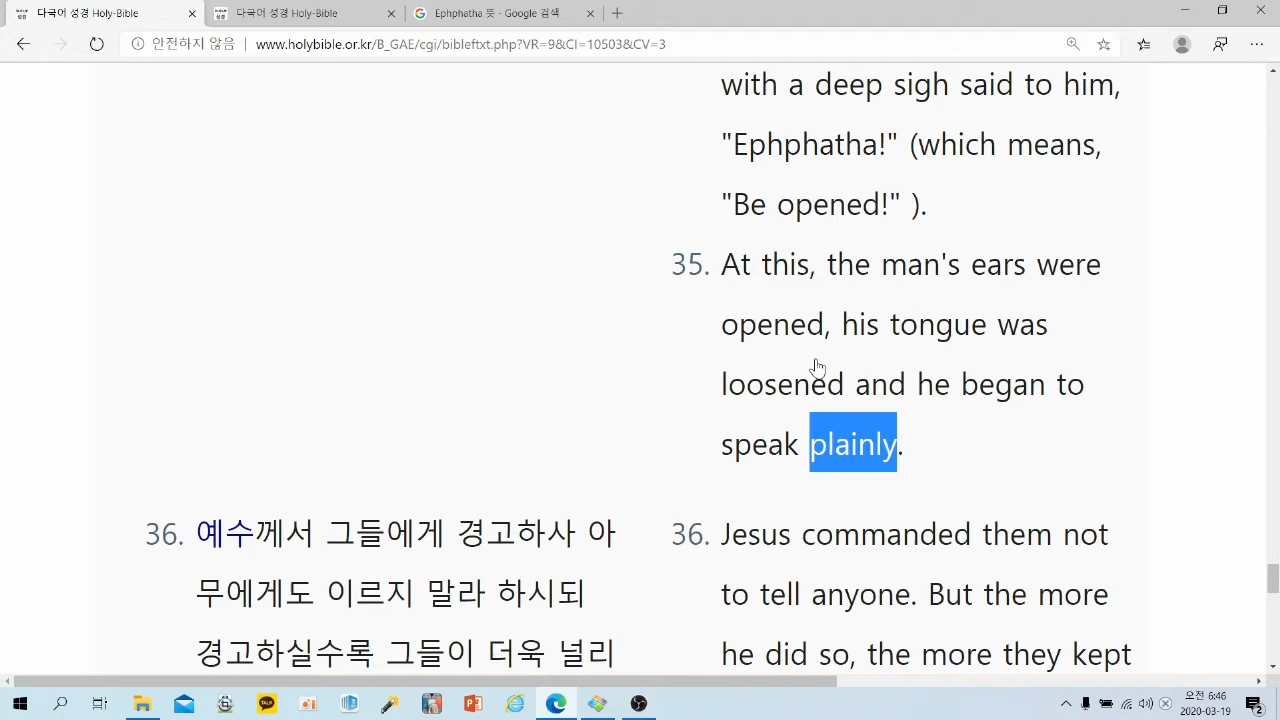 다국어 성경 Holy-Bible
다국어 성경 Holy-Bible
Ephphatha 뜻 - Google 검색
안전하지 않음
www.holybible.or.kr/B_GAE/cgi/bibleftxt.php?VR=9&CI=10503&CV=3
with a deep sigh said to him,
"Ephphatha!" (which means,
"Be opened!" ).
35. At this, the man's ears were
opened, his tongue was
loosened and he began to
speak plainly.
36. 예수께서 그들에게 경고하사 아
무에게도 이르지 말라 하시되
경고하실수록 그들이 더욱 널리
36. Jesus commanded them not
to tell anyone. But the more
he did so, the more they kept
TALK
오전 6:46
2020-03-19
2